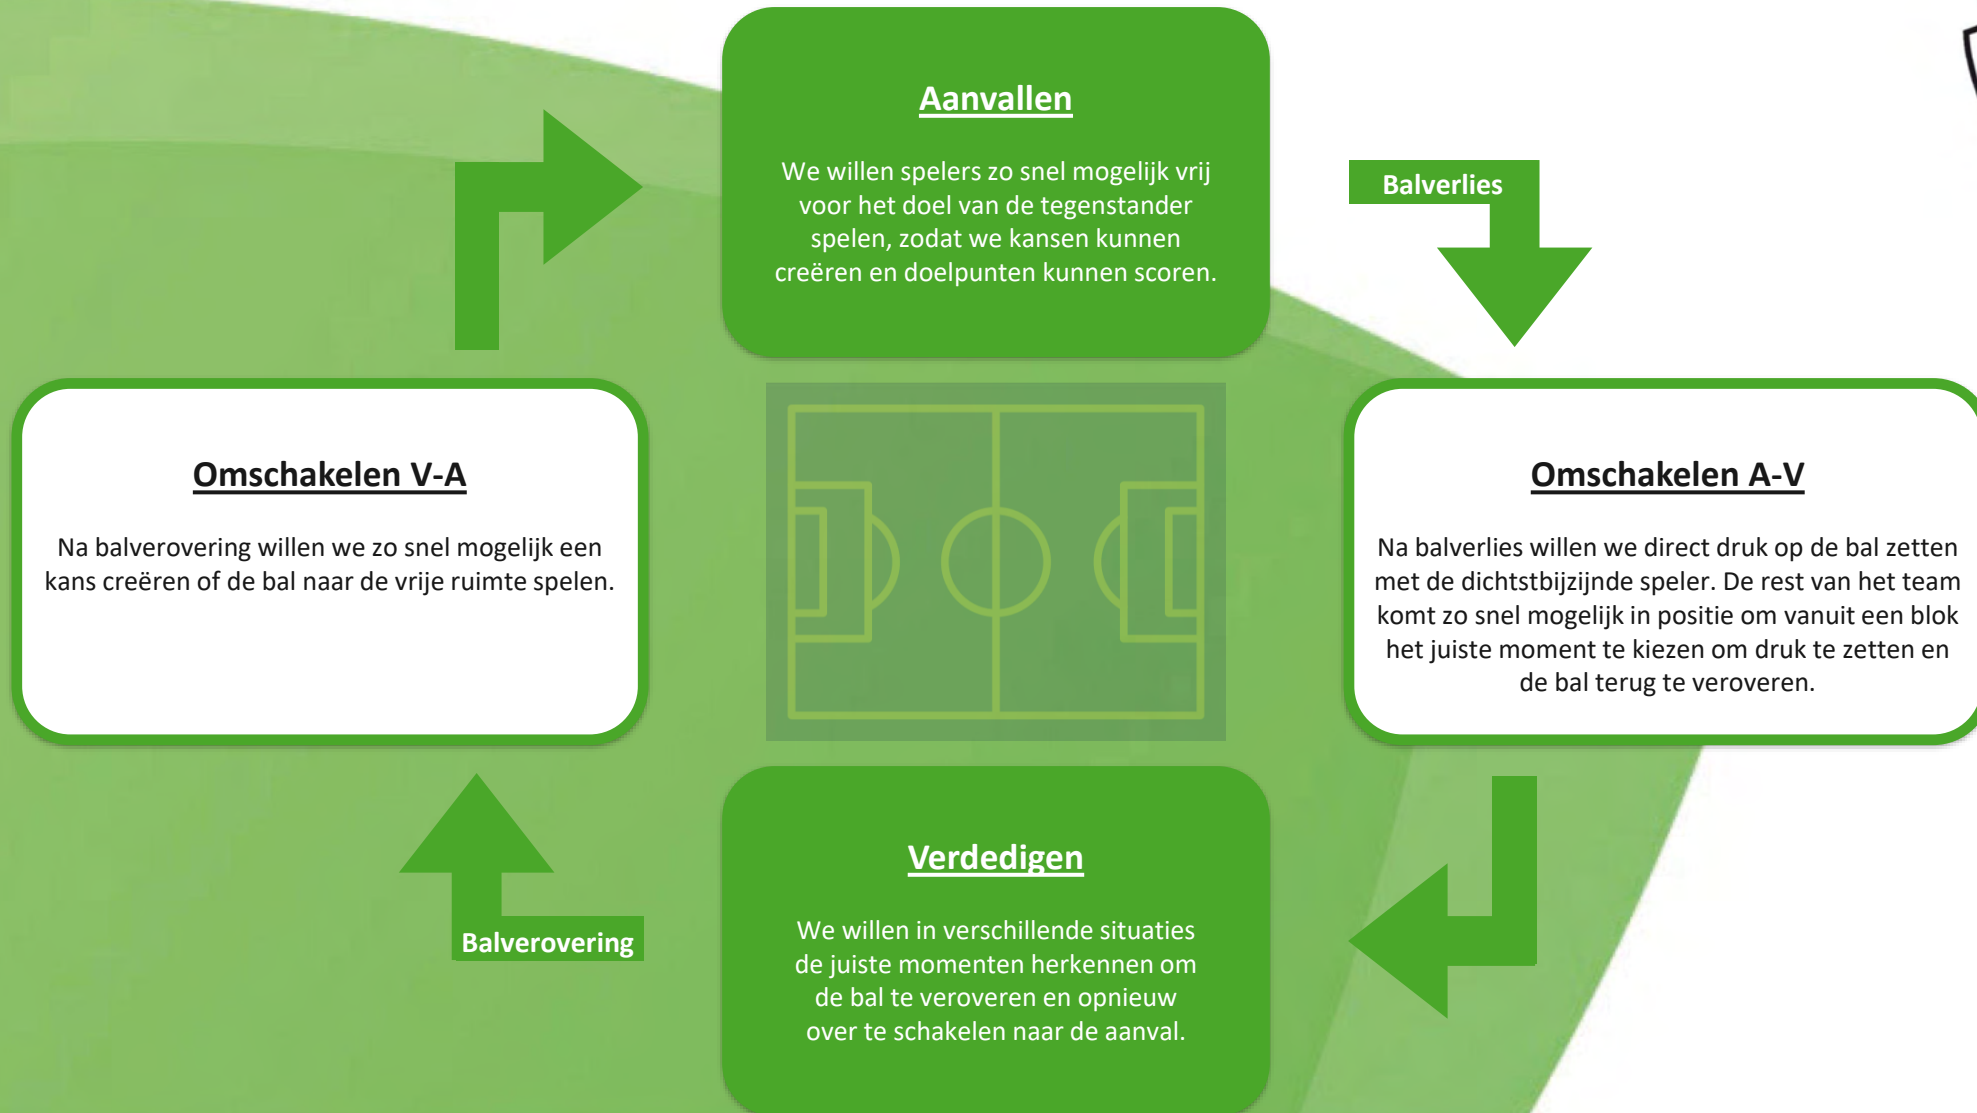 Aanvallen
We willen spelers zo snel mogelijk vrij
voor het doel van de tegenstander
spelen, zodat we kansen kunnen
creëren en doelpunten kunnen scoren.
Balverlies
Omschakelen V-A
Na balverovering willen we zo snel mogelijk een
kans creëren of de bal naar de vrije ruimte spelen.
Omschakelen A-V
Na balverlies willen we direct druk op de bal zetten
met de dichtstbijzijnde speler. De rest van het team
komt zo snel mogelijk in positie om vanuit een blok
het juiste moment te kiezen om druk te zetten en
de bal terug te veroveren.
Balverovering
Verdedigen
We willen in verschillende situaties
de juiste momenten herkennen om
de bal te veroveren en opnieuw
over te schakelen naar de aanval.